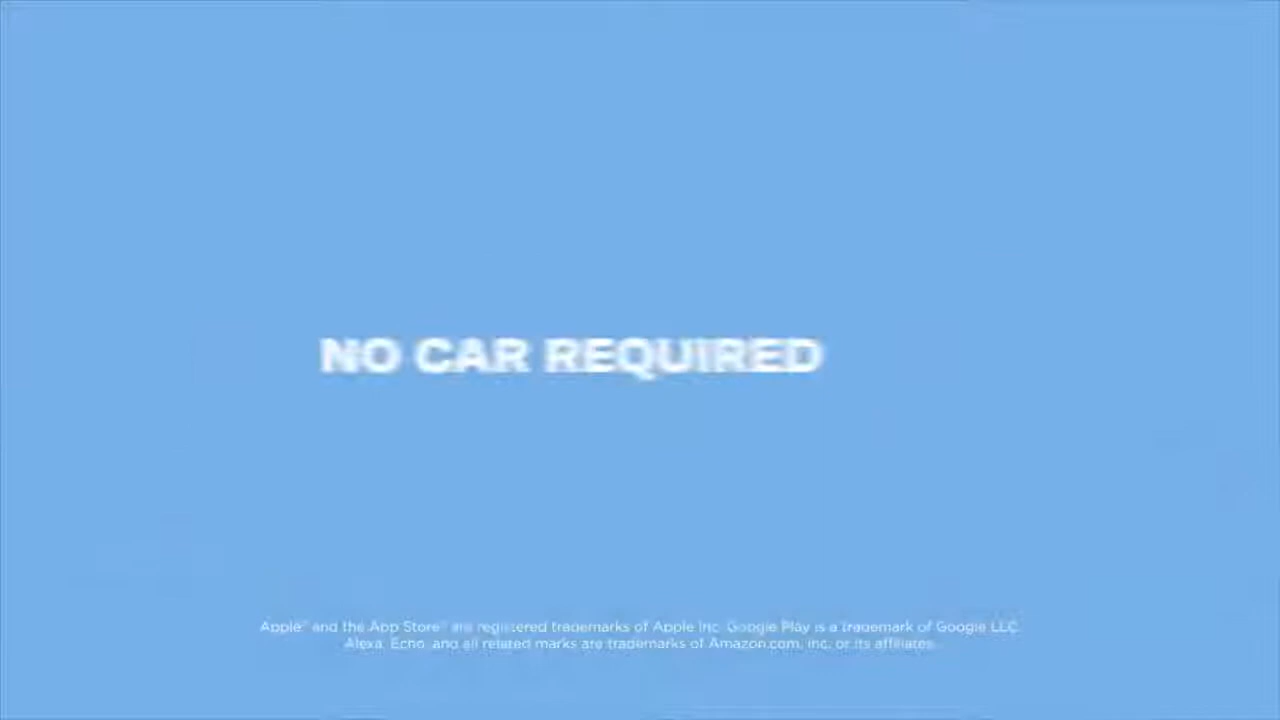 NO CAR REQUIRED
Apple® and the App Store® are registered trademarks of Apple Inc. Google Play is a trademark of Google LLC.
Alexa, Echo, and all related marks are trademarks of Amazon.com, Inc. or its affiliates.